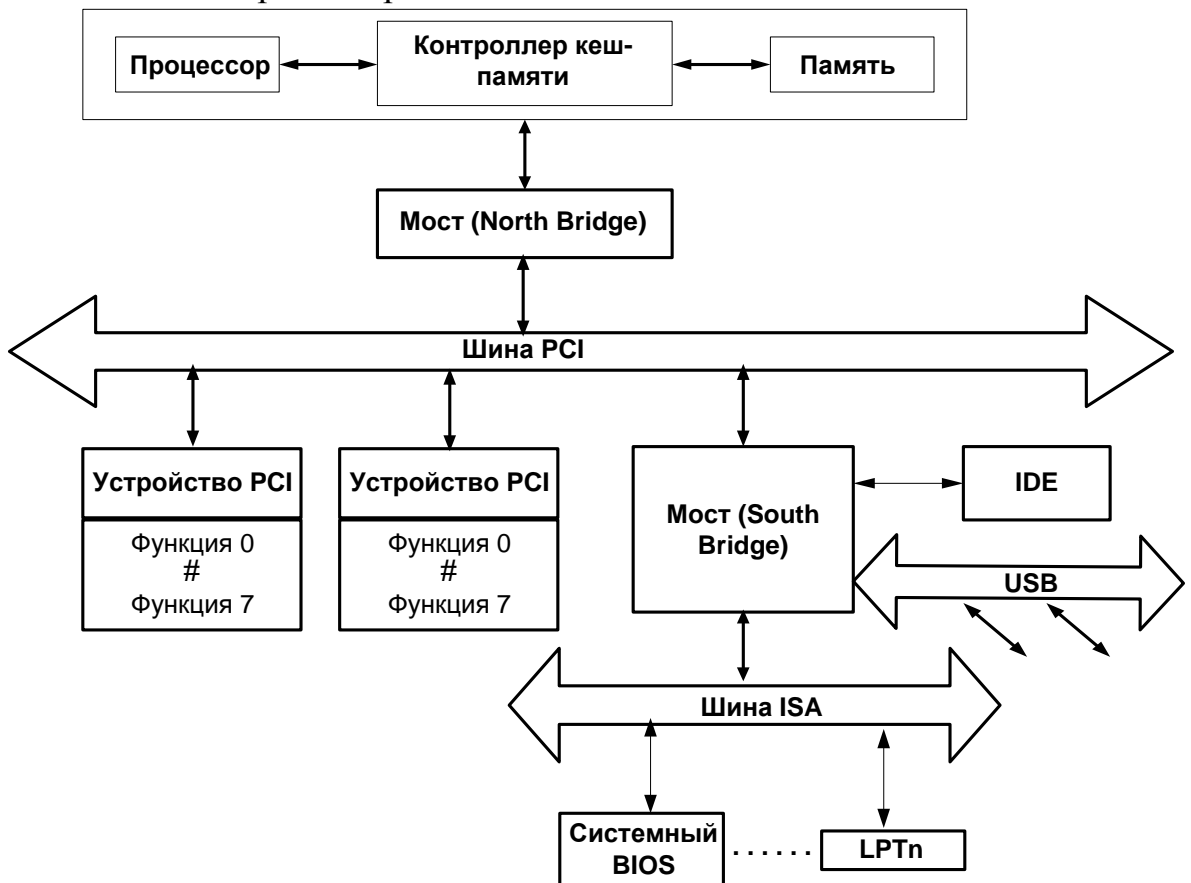 Процессор
Контроллер кеш-
памяти
Память
Мост (North Bridge)
Шина PCI
Устройство PCI
Функция 0
#
Функция 7
Устройство PCI
Функция 0
#
Функция 7
Мост (South
Bridge)
IDE
USB
Шина ISA
Системный
BIOS
......
LPTn